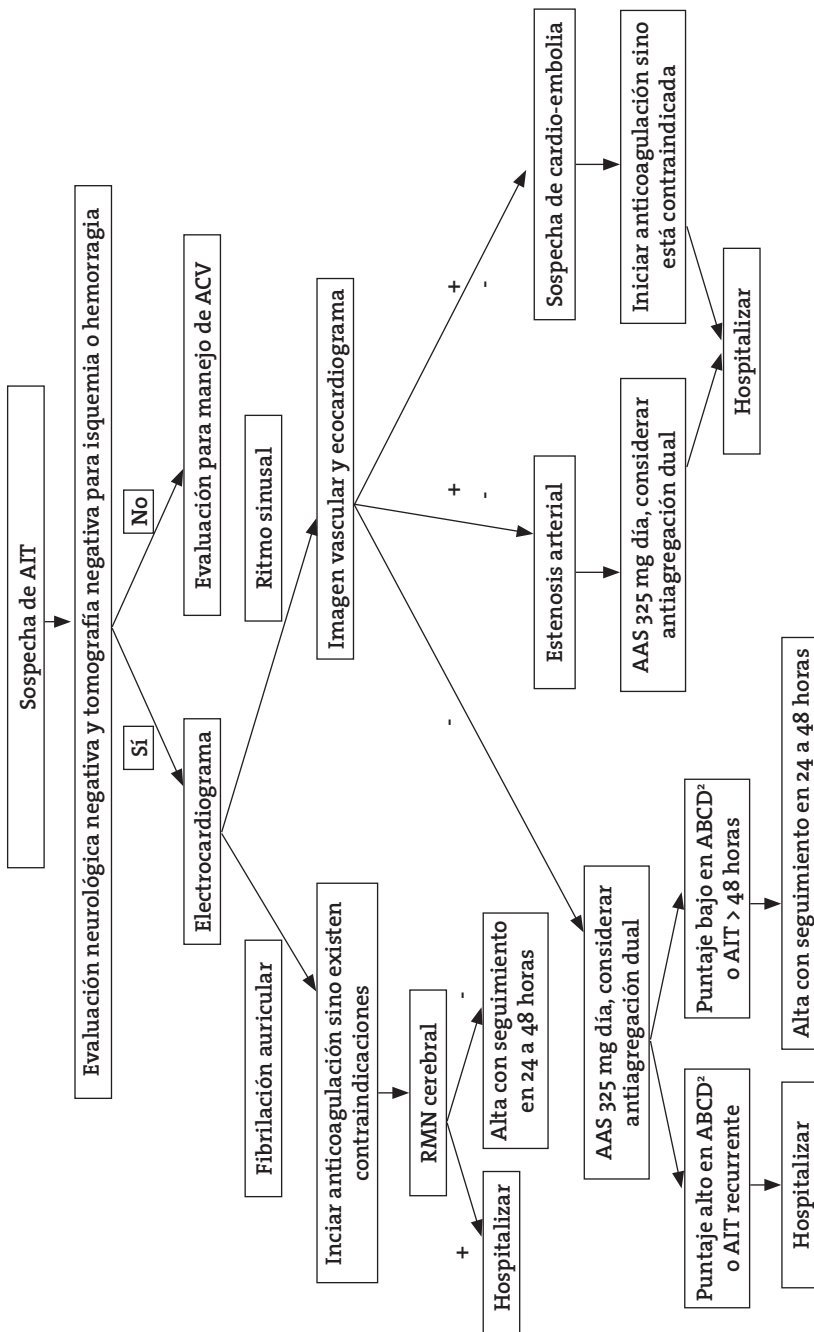 Sospecha de AIT
Evaluación neurológica negativa y tomografía negativa para isquemia o hemorragia
Sí
No
Electrocardiograma
Evaluación para manejo de ACV
Fibrilación auricular
Ritmo sinusal
Inciar anticoagulación sino existen
contraindicaciones
Imagen vascular y ecocardiograma
RMN cerebral
+
-
Hospitalizar
Alta con seguimiento
en 24 a 48 horas
-
+
-
+
-
Estenosis arterial
Sospecha de cardio-embolia
AAS 325 mg día, considerar
antiagregación dual
AAS 325 mg día, considerar
antiagregación dual
Iniciar anticoagulación sino
está contraindicada
Puntaje alto en ABCD²
o AIT recurrente
Puntaje bajo en ABCD²
o AIT > 48 horas
Hospitalizar
Hospitalizar
Alta con seguimiento en 24 a 48 horas